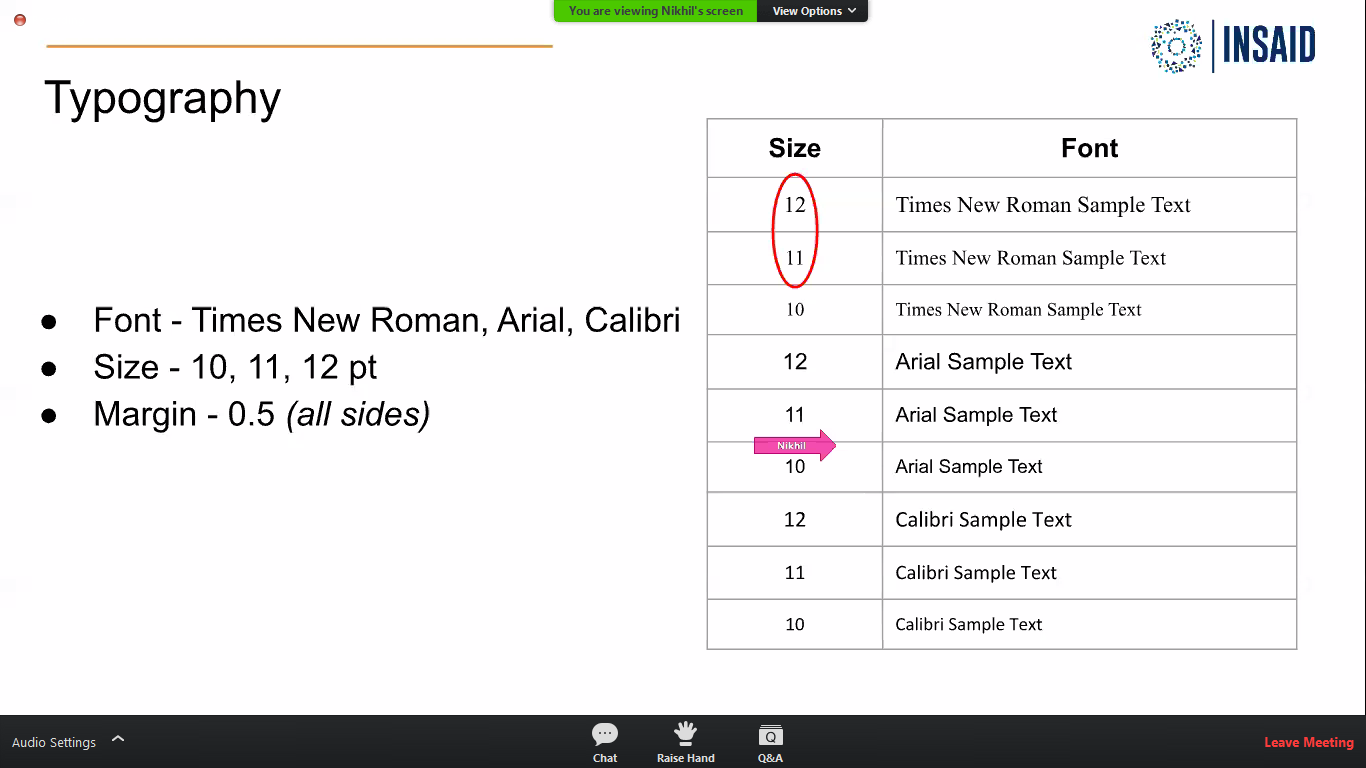 You are viewing Nikhil's screen View Options
INSAID
Typography
Font - Times New Roman, Arial, Calibri
Size - 10, 11, 12 pt
Margin - 0.5 (all sides)
Size Font
12 Times New Roman Sample Text
11 Times New Roman Sample Text
10 Times New Roman Sample Text
12 Arial Sample Text
11 Arial Sample Text
Nikhil
10 Arial Sample Text
12 Calibri Sample Text
11 Calibri Sample Text
10 Calibri Sample Text
Audio Settings
Chat
Raise Hand
Q
Q&A
Leave Meeting